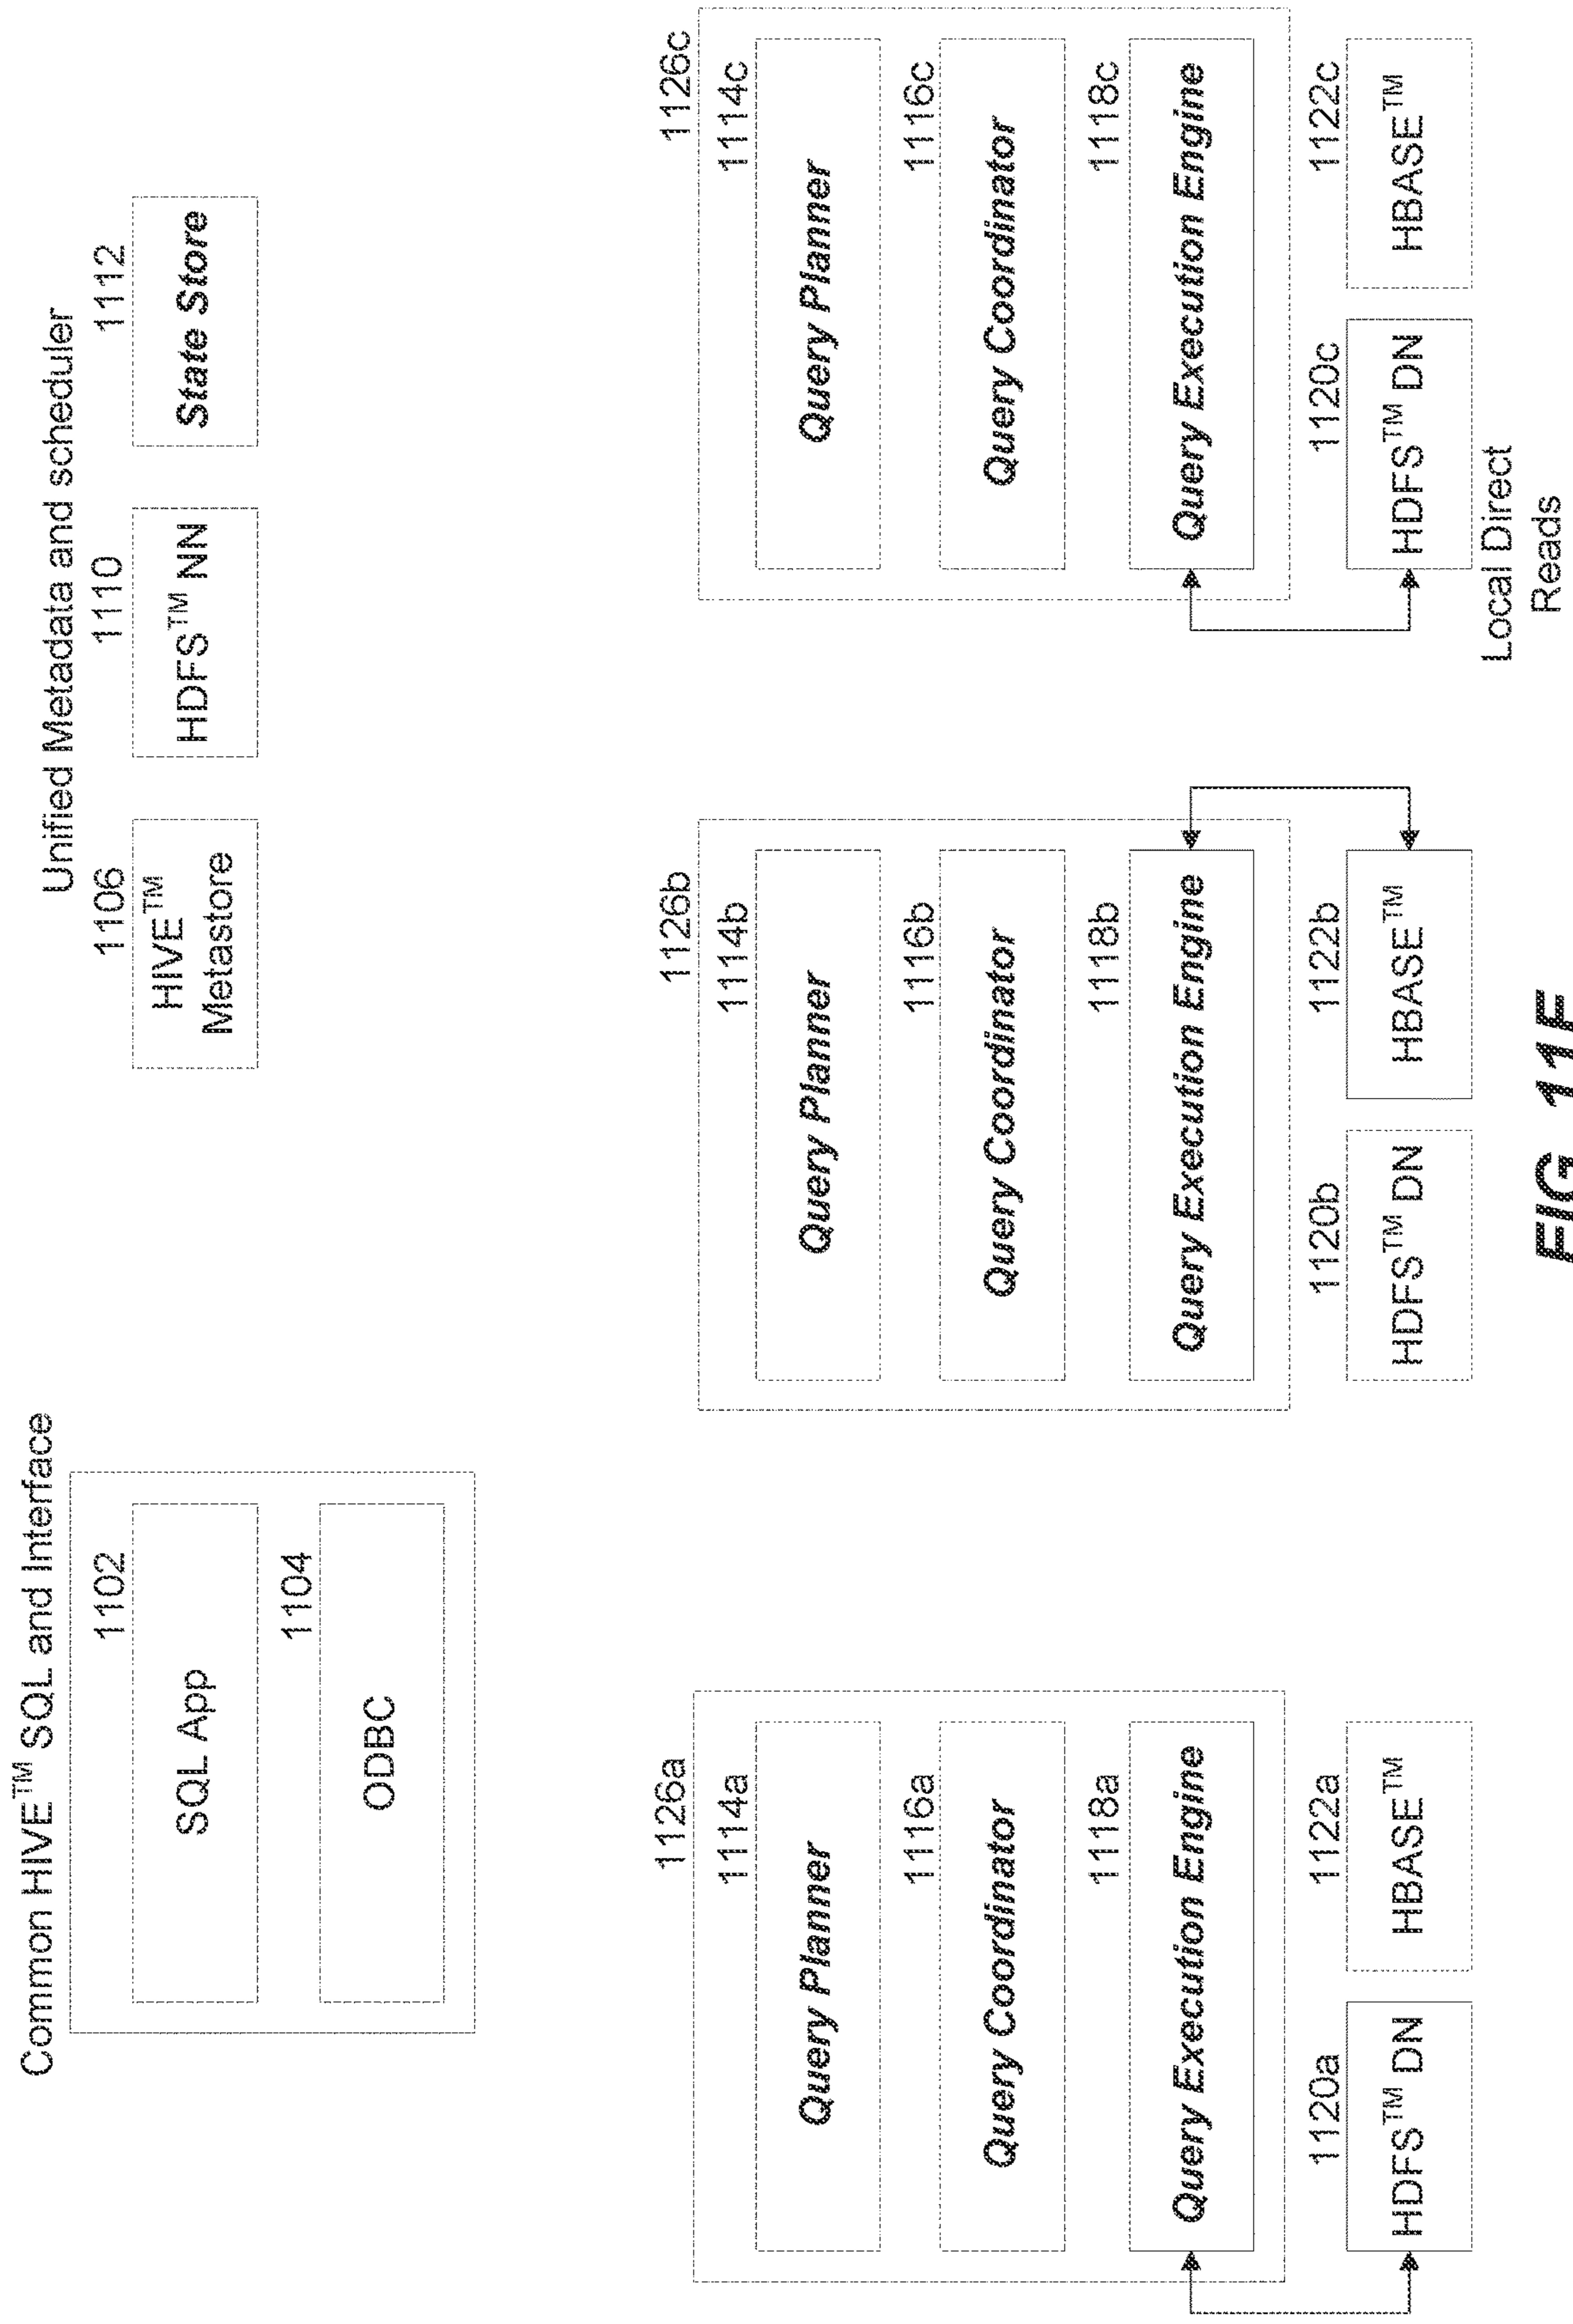 Common HIVE™ SQL and Interface
1102
SQL App
1104
ODBC
Unified Metadata and scheduler
1106
HIVE™
Metastore
1110
HDFS™ NN
1112
State Store
1126a
1114a
Query Planner
1116a
Query Coordinator
1118a
Query Execution Engine
1120a
HDFS™ DN
1122a
HBASE™
1126b
1114b
Query Planner
1116b
Query Coordinator
1118b
Query Execution Engine
1120b
HDFS™ DN
1122b
HBASE™
1126c
1114c
Query Planner
1116c
Query Coordinator
1118c
Query Execution Engine
1120c
HDFS™ DN
1122c
HBASE™
Local Direct
Reads
FIG. 11